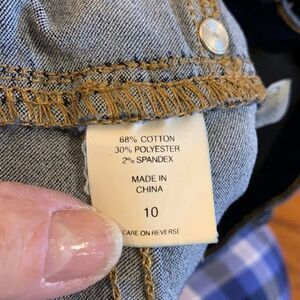 68% COTTON
30% POLYESTER
2% SPANDEX
MADE IN
CHINA
10
CARE ON REVERSE